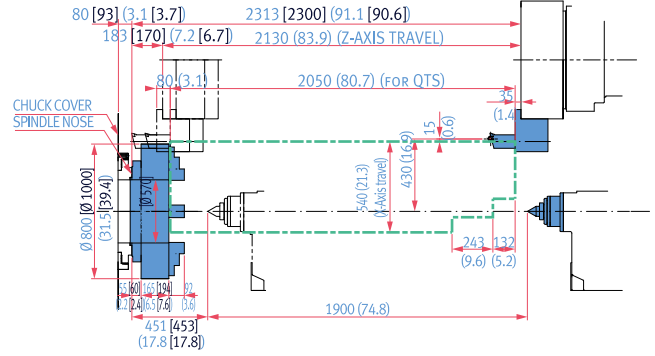 80 [93] (3.1 [3.7)
2313 [2300] (91.1 [90.6])
183 [170] (7.2 [6.7)
2130 (83.9) (Z-AXIS TRAVEL)
80 (3.1)
2050 (80.7) (FOR QTS)
35
(1.4
CHUCK COVER
SPINDLE NOSE
15
(0.6)
430 (16.9)
540 (21.3)
(X-Axis travel)
Ø 800 [Ø 1000]
(31.5[39.4])
[Ø 570]
243
(9.6)
132
(5.2)
55 [60] 165 [194] 92
(2.2) [2.4] (6.5 [7.6] (3.6)
451 [453]
(17.8 [17.8])
1900 (74.8)